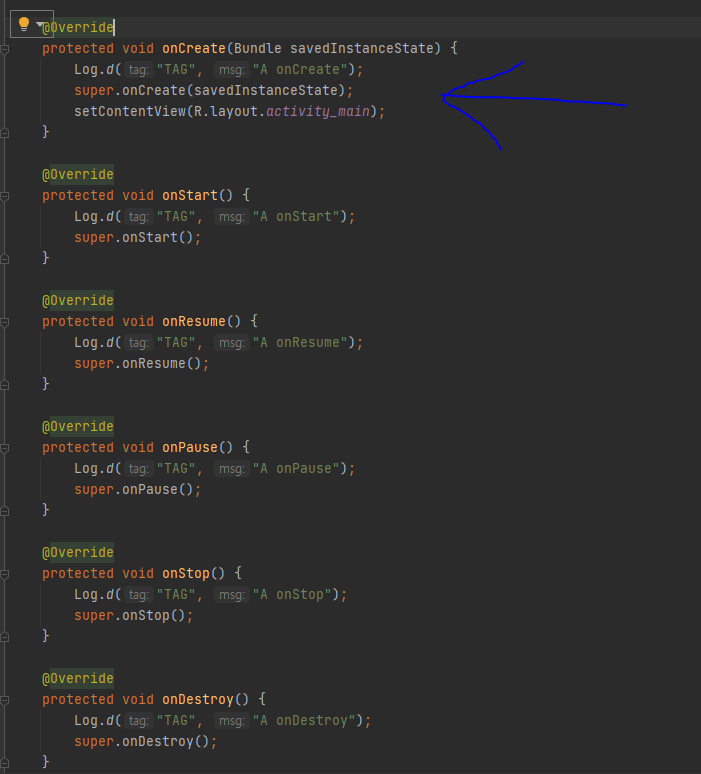 @Override
protected void onCreate(Bundle savedInstanceState) {
Log.d( tag: "TAG", msg: "A onCreate");
super.onCreate(savedInstanceState);
setContentView(R.layout.activity_main);
}
@Override
protected void onStart() {
Log.d( tag: "TAG", msg: "A onStart");
super.onStart();
}
@Override
protected void onResume() {
Log.d( tag: "TAG", msg: "A onResume");
super.onResume();
}
@Override
protected void onPause() {
Log.d( tag: "TAG", msg: "A onPause");
super.onPause();
}
@Override
protected void onStop() {
Log.d( tag: "TAG", msg: "A onStop");
super.onStop();
}
@Override
protected void onDestroy() {
Log.d( tag: "TAG", msg: "A onDestroy");
super.onDestroy();
}